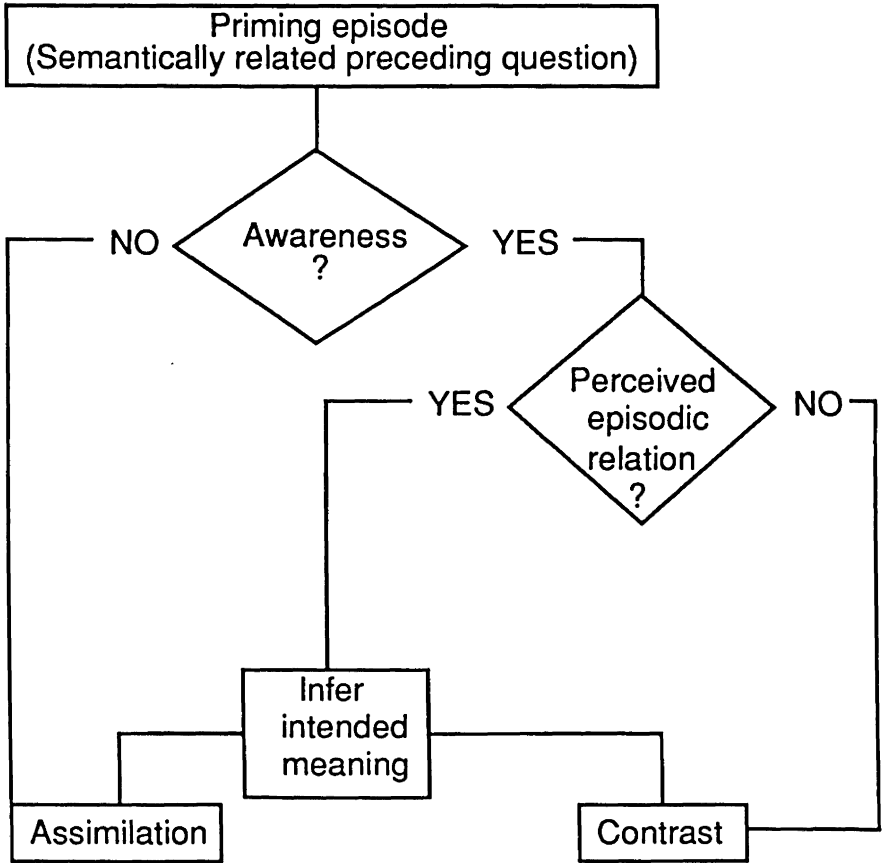 Priming episode
(Semantically related preceding question)
NO
Awareness
?
YES
YES
Perceived
episodic
relation
?
NO
Infer
intended
meaning
Assimilation
Contrast